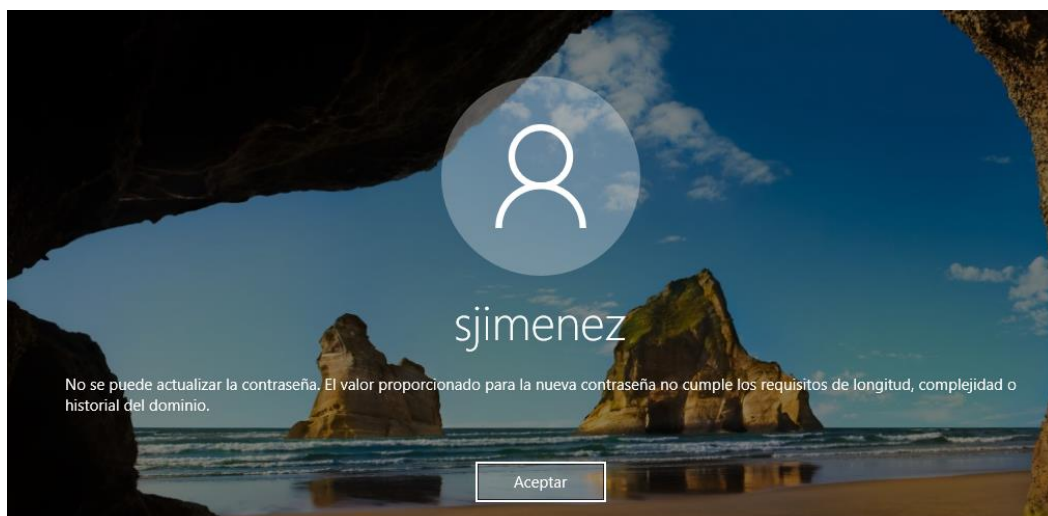 sjimenez
No se puede actualizar la contraseña. El valor proporcionado para la nueva contraseña no cumple los requisitos de longitud, complejidad o
historial del dominio.
Aceptar